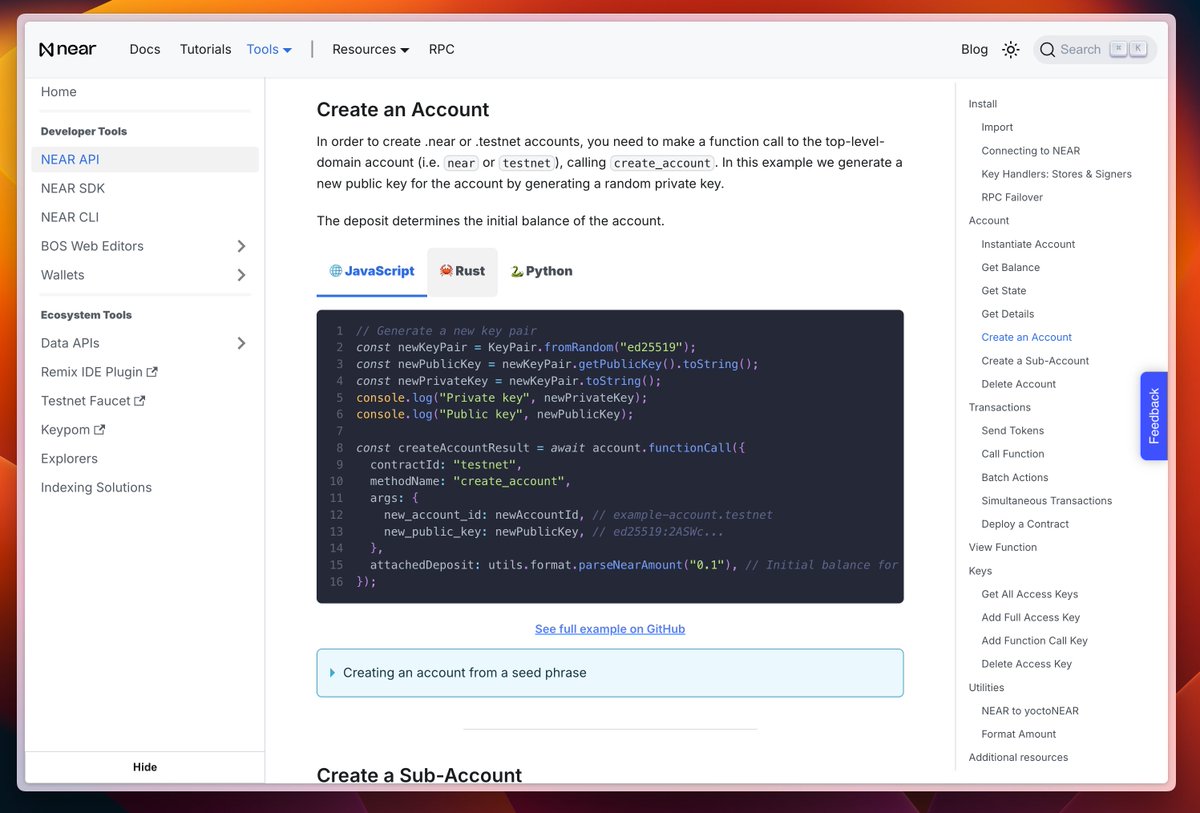 near
Docs Tutorials Tools | Resources RPC
Blog Search ⌘ K
Home
Developer Tools
NEAR API
NEAR SDK
NEAR CLI
BOS Web Editors
Wallets
Ecosystem Tools
Data APIs
Remix IDE Plugin
Testnet Faucet
Keypom
Explorers
Indexing Solutions
Hide
Create an Account
In order to create .near or .testnet accounts, you need to make a function call to the top-level-
domain account (i.e. near or testnet), calling create_account. In this example we generate a
new public key for the account by generating a random private key.
The deposit determines the initial balance of the account.
🌐JavaScript 🦀Rust 🐍Python
1 // Generate a new key pair
2 const newKeyPair = KeyPair.fromRandom("ed25519");
3 const newPublicKey = newKeyPair.getPublicKey().toString();
4 const newPrivateKey = newKeyPair.toString();
5 console.log("Private key", newPrivateKey);
6 console.log("Public key", newPublicKey);
7
8 const createAccountResult = await account.functionCall({
9 contractId: "testnet",
10 methodName: "create_account",
11 args: {
12 new_account_id: newAccountId, // example-account.testnet
13 new_public_key: newPublicKey, // ed25519:2ASWc...
14 },
15 attachedDeposit: utils.format.parseNearAmount("0.1"), // Initial balance for
16 });
See full example on GitHub
Creating an account from a seed phrase
Create a Sub-Account
Install
Import
Connecting to NEAR
Key Handlers: Stores & Signers
RPC Failover
Account
Instantiate Account
Get Balance
Get State
Get Details
Create an Account
Create a Sub-Account
Delete Account
Transactions
Send Tokens
Call Function
Batch Actions
Simultaneous Transactions
Deploy a Contract
View Function
Keys
Get All Access Keys
Add Full Access Key
Add Function Call Key
Delete Access Key
Utilities
NEAR to yoctoNEAR
Format Amount
Additional resources
Feedback